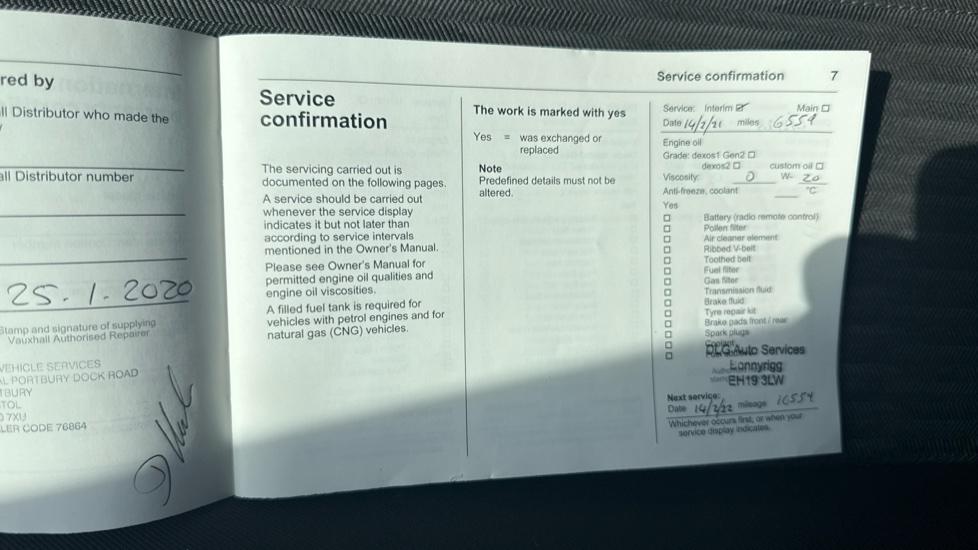 red by
ll Distributor who made the
all Distributor number
25.1.2020
Stamp and signature of supplying
Vauxhall Authorised Repairer
VEHICLE SERVICES
PORTBURY DOCK ROAD
TBURY
TOL
7XU
LER CODE 76864
Service confirmation 7
Service
confirmation
The servicing carried out is
documented on the following pages.
A service should be carried out
whenever the service display
indicates it but not later than
according to service intervals
mentioned in the Owner's Manual.
Please see Owner's Manual for
permitted engine oil qualities and
engine oil viscosities.
A filled fuel tank is required for
vehicles with petrol engines and for
natural gas (CNG) vehicles.
The work is marked with yes
Yes = was exchanged or
replaced
Note
Predefined details must not be
altered.
Service: Interim ☑ Main ☐
Date 14/2/21 miles 6559
Engine oil
Grade: dexos1 Gen2 ☐
dexos2 ☐ custom oil ☐
Viscosity: 0 W- 20
Anti-freeze, coolant °C
Yes
☐ Battery (radio remote control)
☐ Pollen filter
☐ Air cleaner element
☐ Ribbed V-belt
☐ Toothed belt
☐ Fuel filter
☐ Gas filter
☐ Transmission fluid
☐ Brake fluid
☐ Tyre repair kit
☐ Brake pads front / rear
☐ Spark plugs
☐ Coolant
☐ DLG Auto Services
Bonnyrigg
EH19 3LW
Next service:
Date 14/2/22 mileage 16559
Whichever occurs first, or when your
service display indicates.